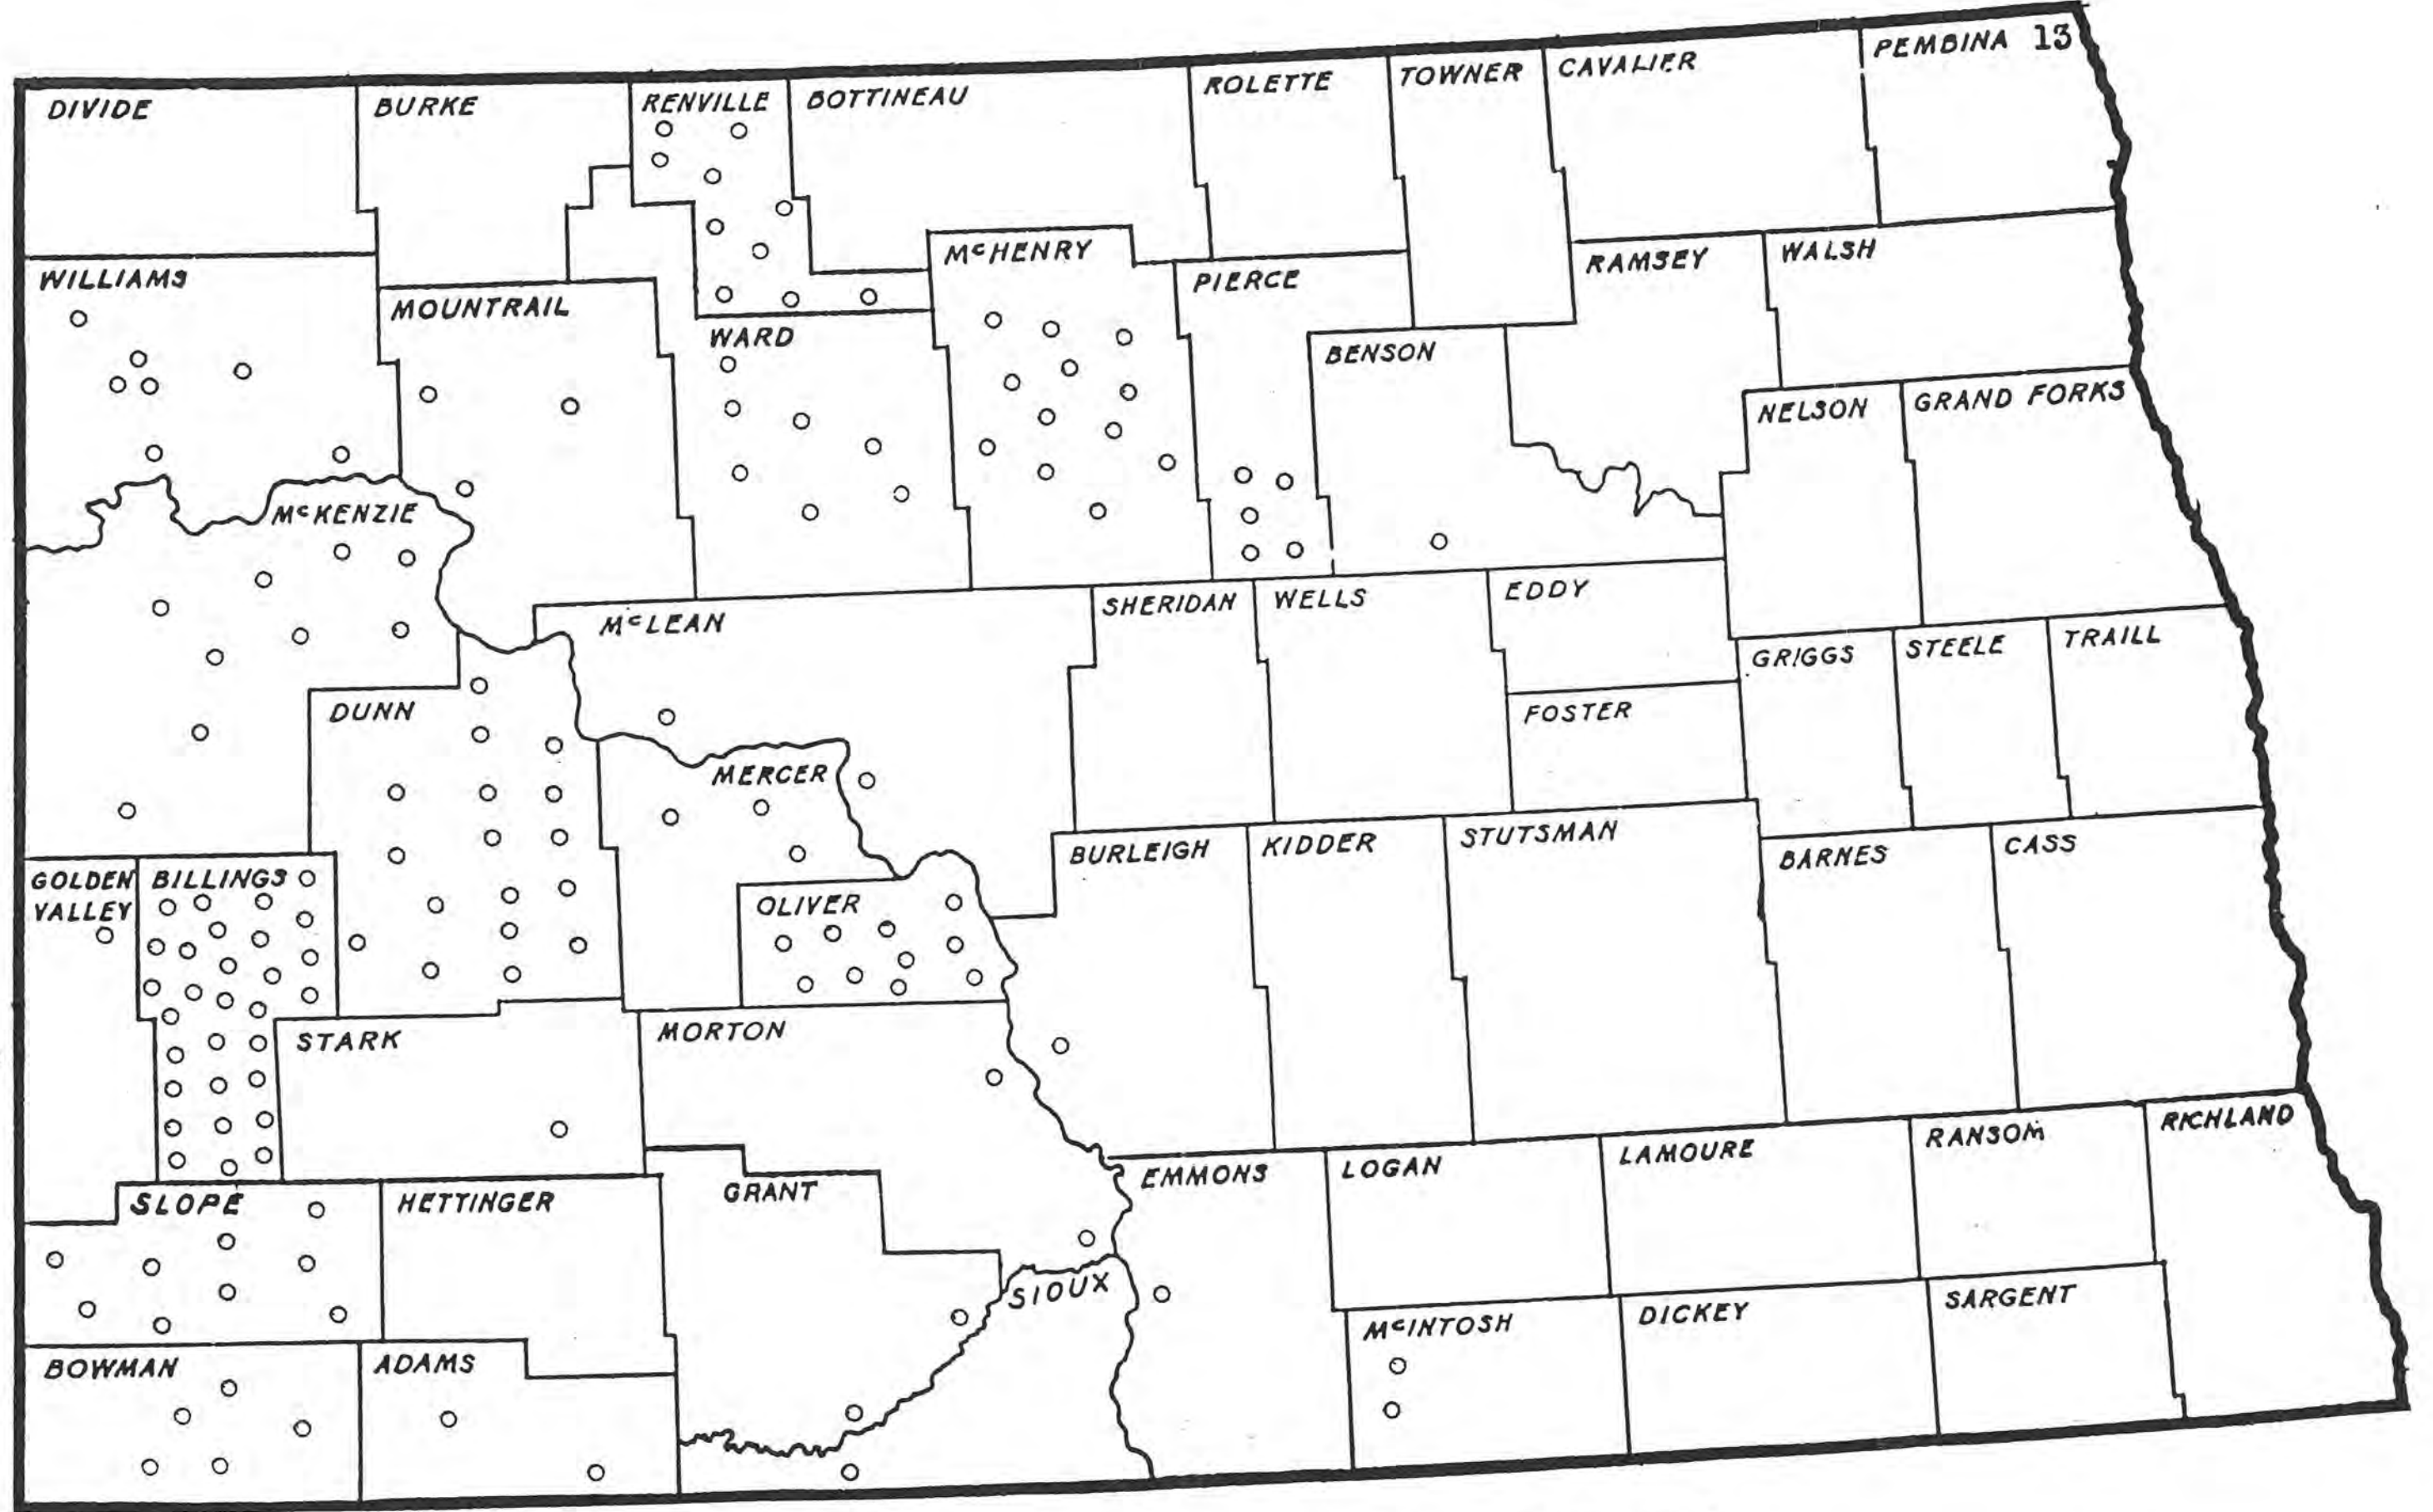 PEMBINA 13
DIVIDE
BURKE
RENVILLE
BOTTINEAU
ROLETTE
TOWNER
CAVALIER
WILLIAMS
MOUNTRAIL
WARD
McHENRY
PIERCE
BENSON
RAMSEY
WALSH
NELSON
GRAND FORKS
McKENZIE
McLEAN
SHERIDAN
WELLS
EDDY
GRIGGS
STEELE
TRAILL
DUNN
MERCER
FOSTER
GOLDEN
VALLEY
BILLINGS
OLIVER
BURLEIGH
KIDDER
STUTSMAN
BARNES
CASS
STARK
MORTON
SLOPE
HETTINGER
GRANT
SIOUX
EMMONS
LOGAN
LAMOURE
RANSOM
RICHLAND
BOWMAN
ADAMS
McINTOSH
DICKEY
SARGENT